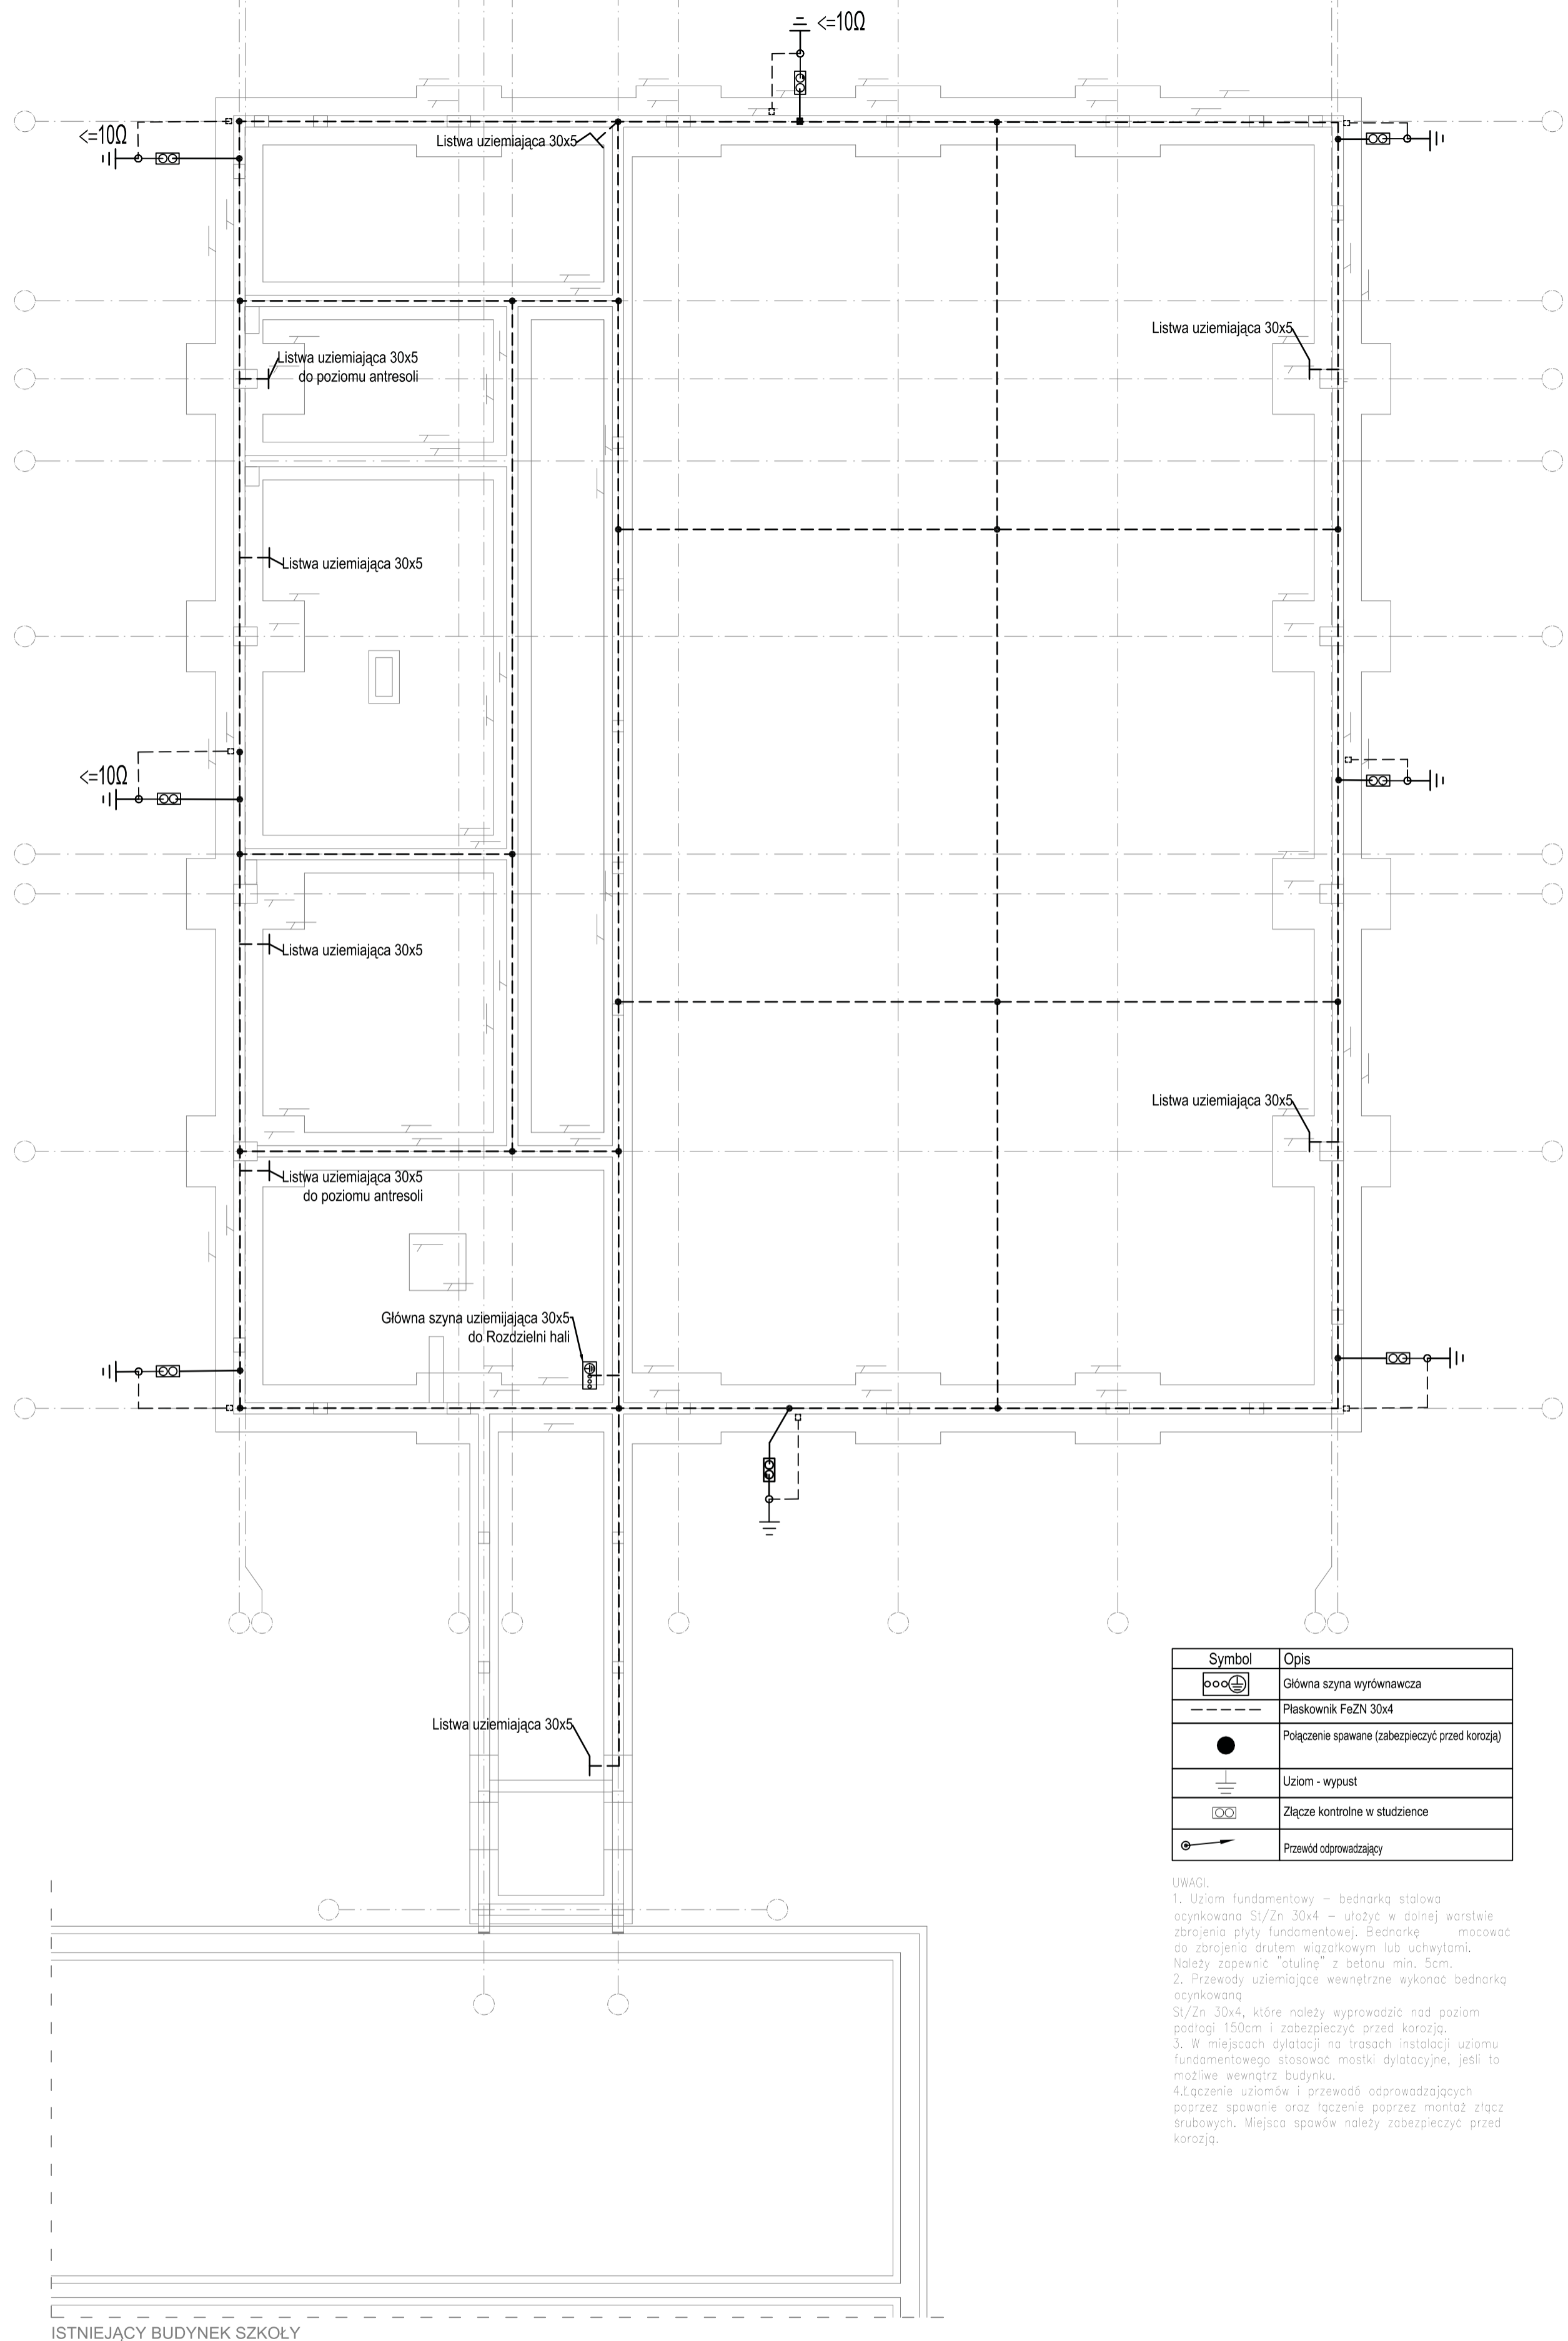 <=10Ω
<=10Ω
Listwa uziemiająca 30x5
Listwa uziemiająca 30x5
Listwa uziemiająca 30x5
do poziomu antresoli
Listwa uziemiająca 30x5
<=10Ω
Listwa uziemiająca 30x5
Listwa uziemiająca 30x5
Listwa uziemiająca 30x5
do poziomu antresoli
Główna szyna uziemijająca 30x5
do Rozdzielni hali
Listwa uziemiająca 30x5
Symbol Opis
Główna szyna wyrównawcza
Płaskownik FeZN 30x4
Połączenie spawane (zabezpieczyć przed korozją)
Uziom - wypust
Złącze kontrolne w studzience
Przewód odprowadzający
UWAGI.
1. Uziom fundamentowy – bednarką stalowa
ocynkowana St/Zn 30x4 – ułożyć w dolnej warstwie
zbrojenia płyty fundamentowej. Bednarkę mocować
do zbrojenia drutem wiązałkowym lub uchwytami.
Należy zapewnić "otulinę" z betonu min. 5cm.
2. Przewody uziemiające wewnętrzne wykonać bednarką
ocynkowaną
St/Zn 30x4, które należy wyprowadzić nad poziom
podłogi 150cm i zabezpieczyć przed korozją.
3. W miejscach dylatacji na trasach instalacji uziomu
fundamentowego stosować mostki dylatacyjne, jeśli to
możliwe wewnątrz budynku.
4.Łączenie uziomów i przewodó odprowadzających
poprzez spawanie oraz łączenie poprzez montaż złącz
śrubowych. Miejsca spawów należy zabezpieczyć przed
korozją.
ISTNIEJĄCY BUDYNEK SZKOŁY